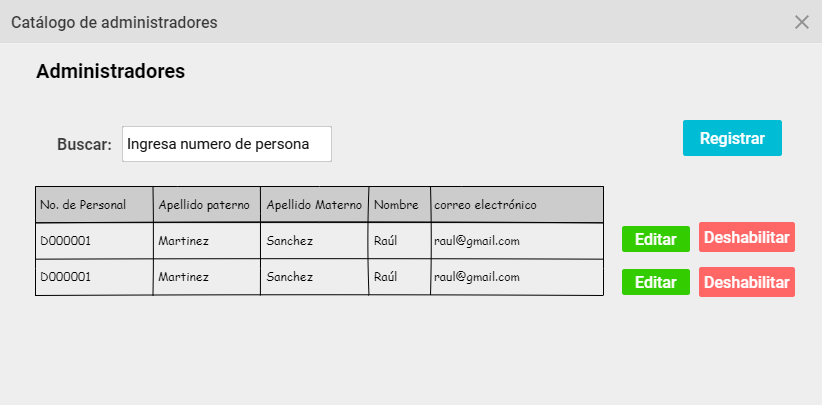 Catálogo de administradores
Administradores
Buscar: Ingresa numero de persona Registrar
No. de Personal Apellido paterno Apellido Materno Nombre correo electrónico
D000001 Martinez Sanchez Raúl raul@gmail.com Editar Deshabilitar
D000001 Martinez Sanchez Raúl raul@gmail.com Editar Deshabilitar